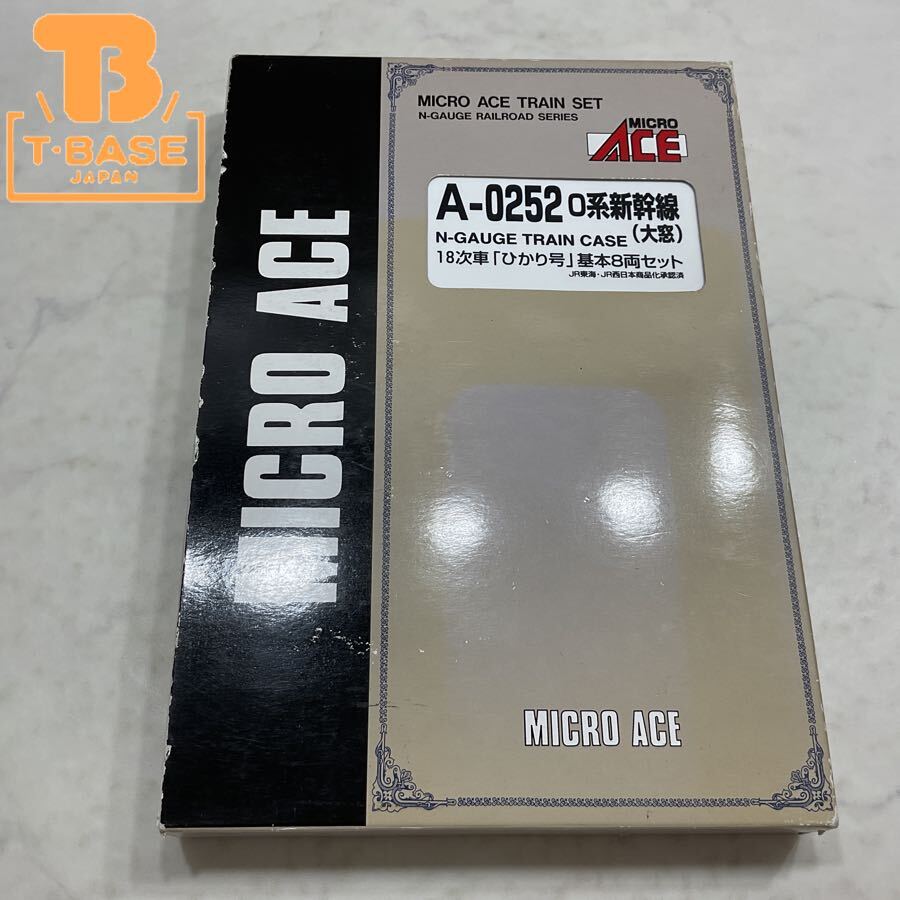 TB
T·BASE
JAPAN
MICRO ACE TRAIN SET
N-GAUGE RAILROAD SERIES
MICRO
ACE
A-0252 0系新幹線
(大窓)
N-GAUGE TRAIN CASE
18次車「ひかり号」基本8両セット
JR東海・JR西日本商品化承認済
MICRO ACE
MICRO ACE